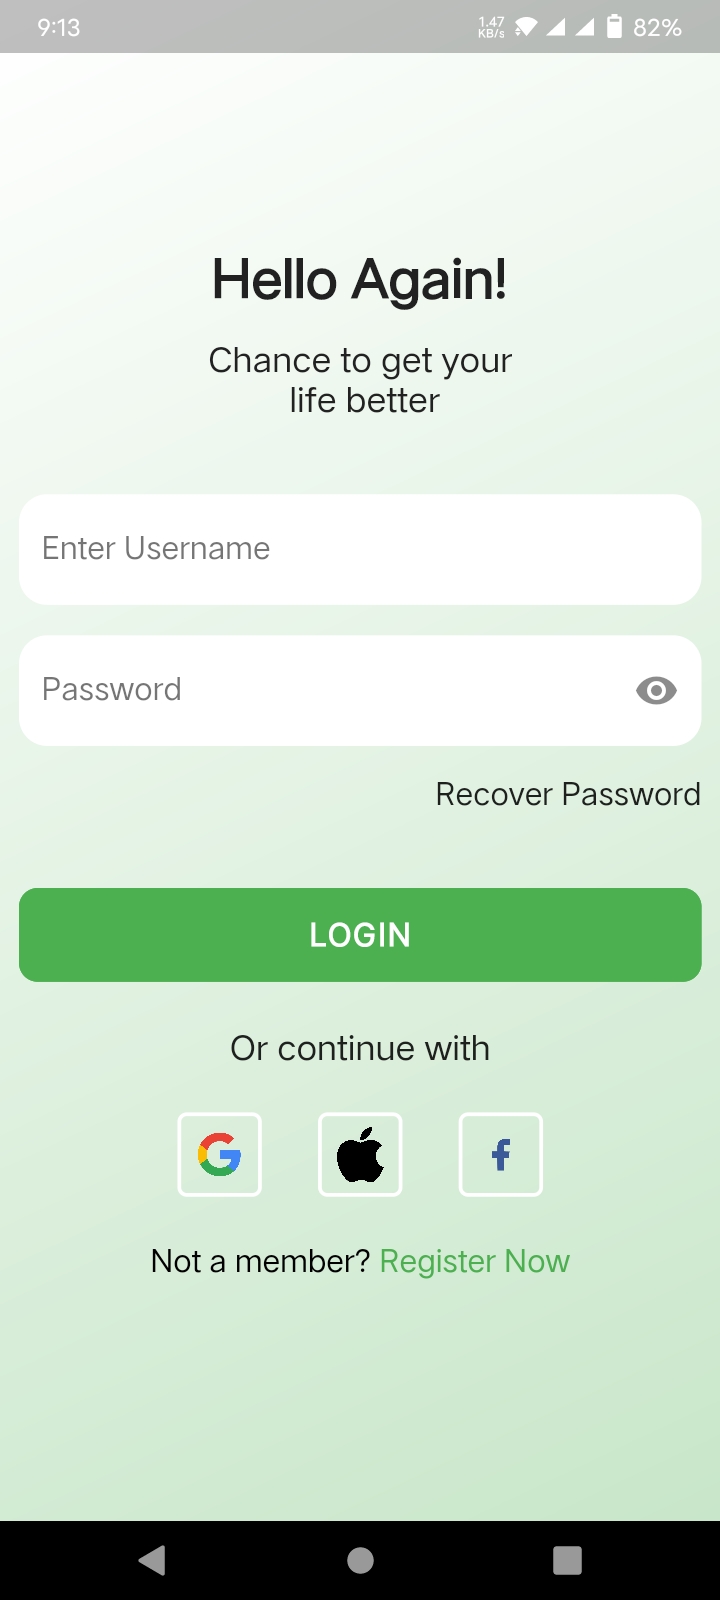 9:13
1.47
KB/s
82%
Hello Again!
Chance to get your
life better
Enter Username
Password
Recover Password
LOGIN
Or continue with
Not a member? Register Now